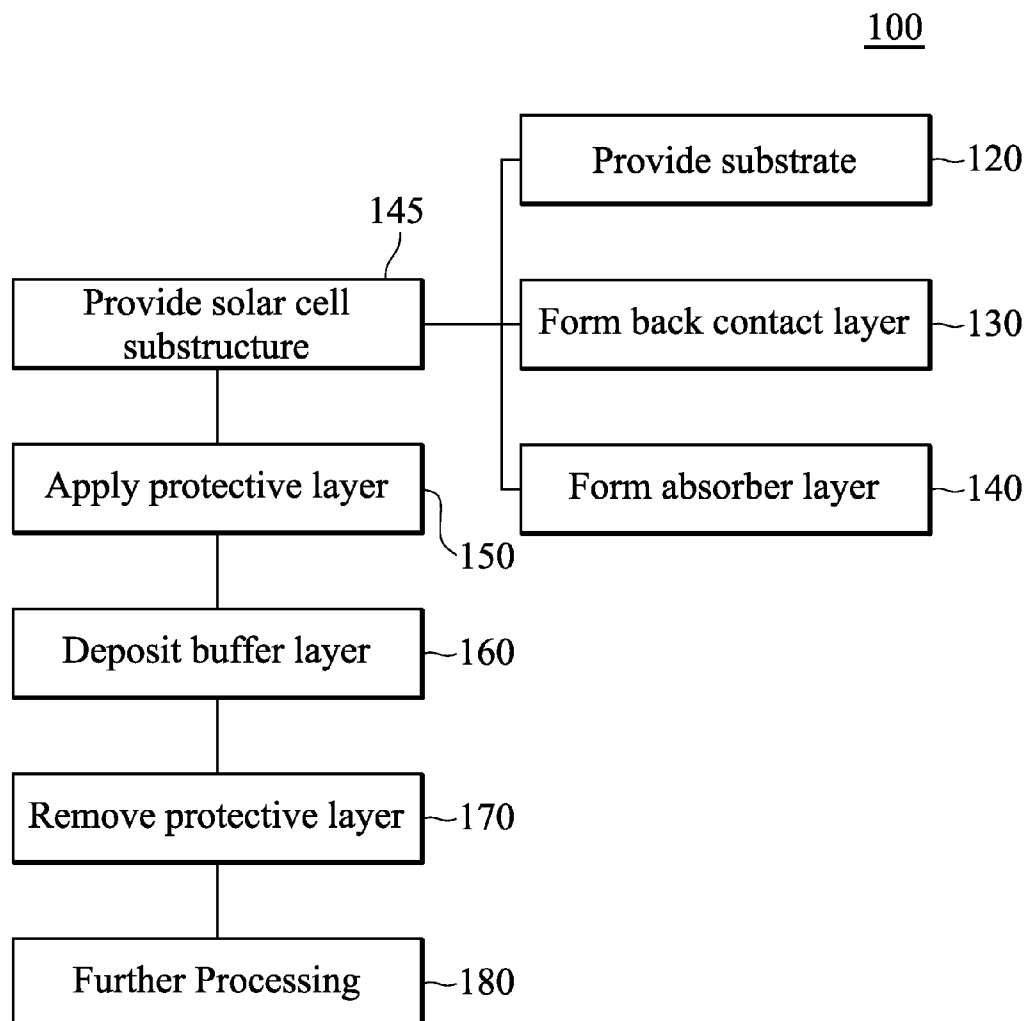 100
Provide substrate
120
145
Provide solar cell
substructure
Form back contact layer
130
Apply protective layer
150
Form absorber layer
140
Deposit buffer layer
160
Remove protective layer
170
Further Processing
180